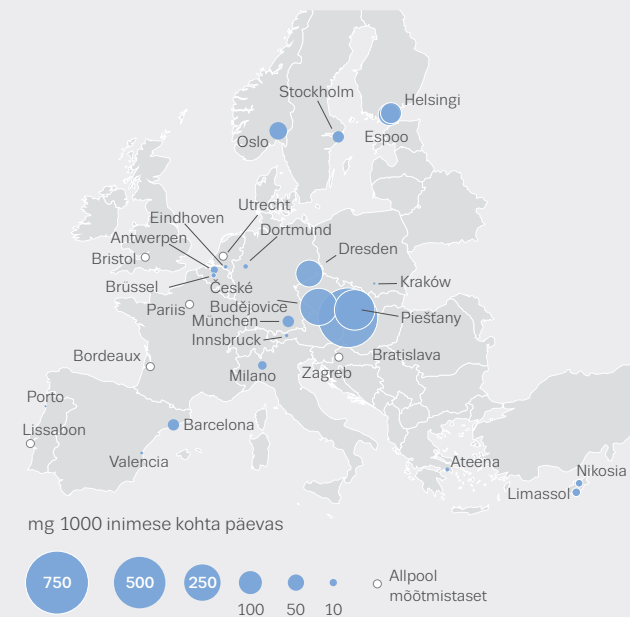 Stockholm
Helsingi
Oslo
Espoo
Utrecht
Eindhoven
Antwerpen
Dortmund
Bristol
Dresden
Brüssel
České
Budějovice
Kraków
Pariis
München
Piešťany
Innsbruck
Bordeaux
Bratislava
Milano
Zagreb
Porto
Lissabon
Barcelona
Valencia
Ateena
Nikosia
Limassol
mg 1000 inimese kohta päevas
750
500
250
100
50
10
Allpool
mõõtmistaset